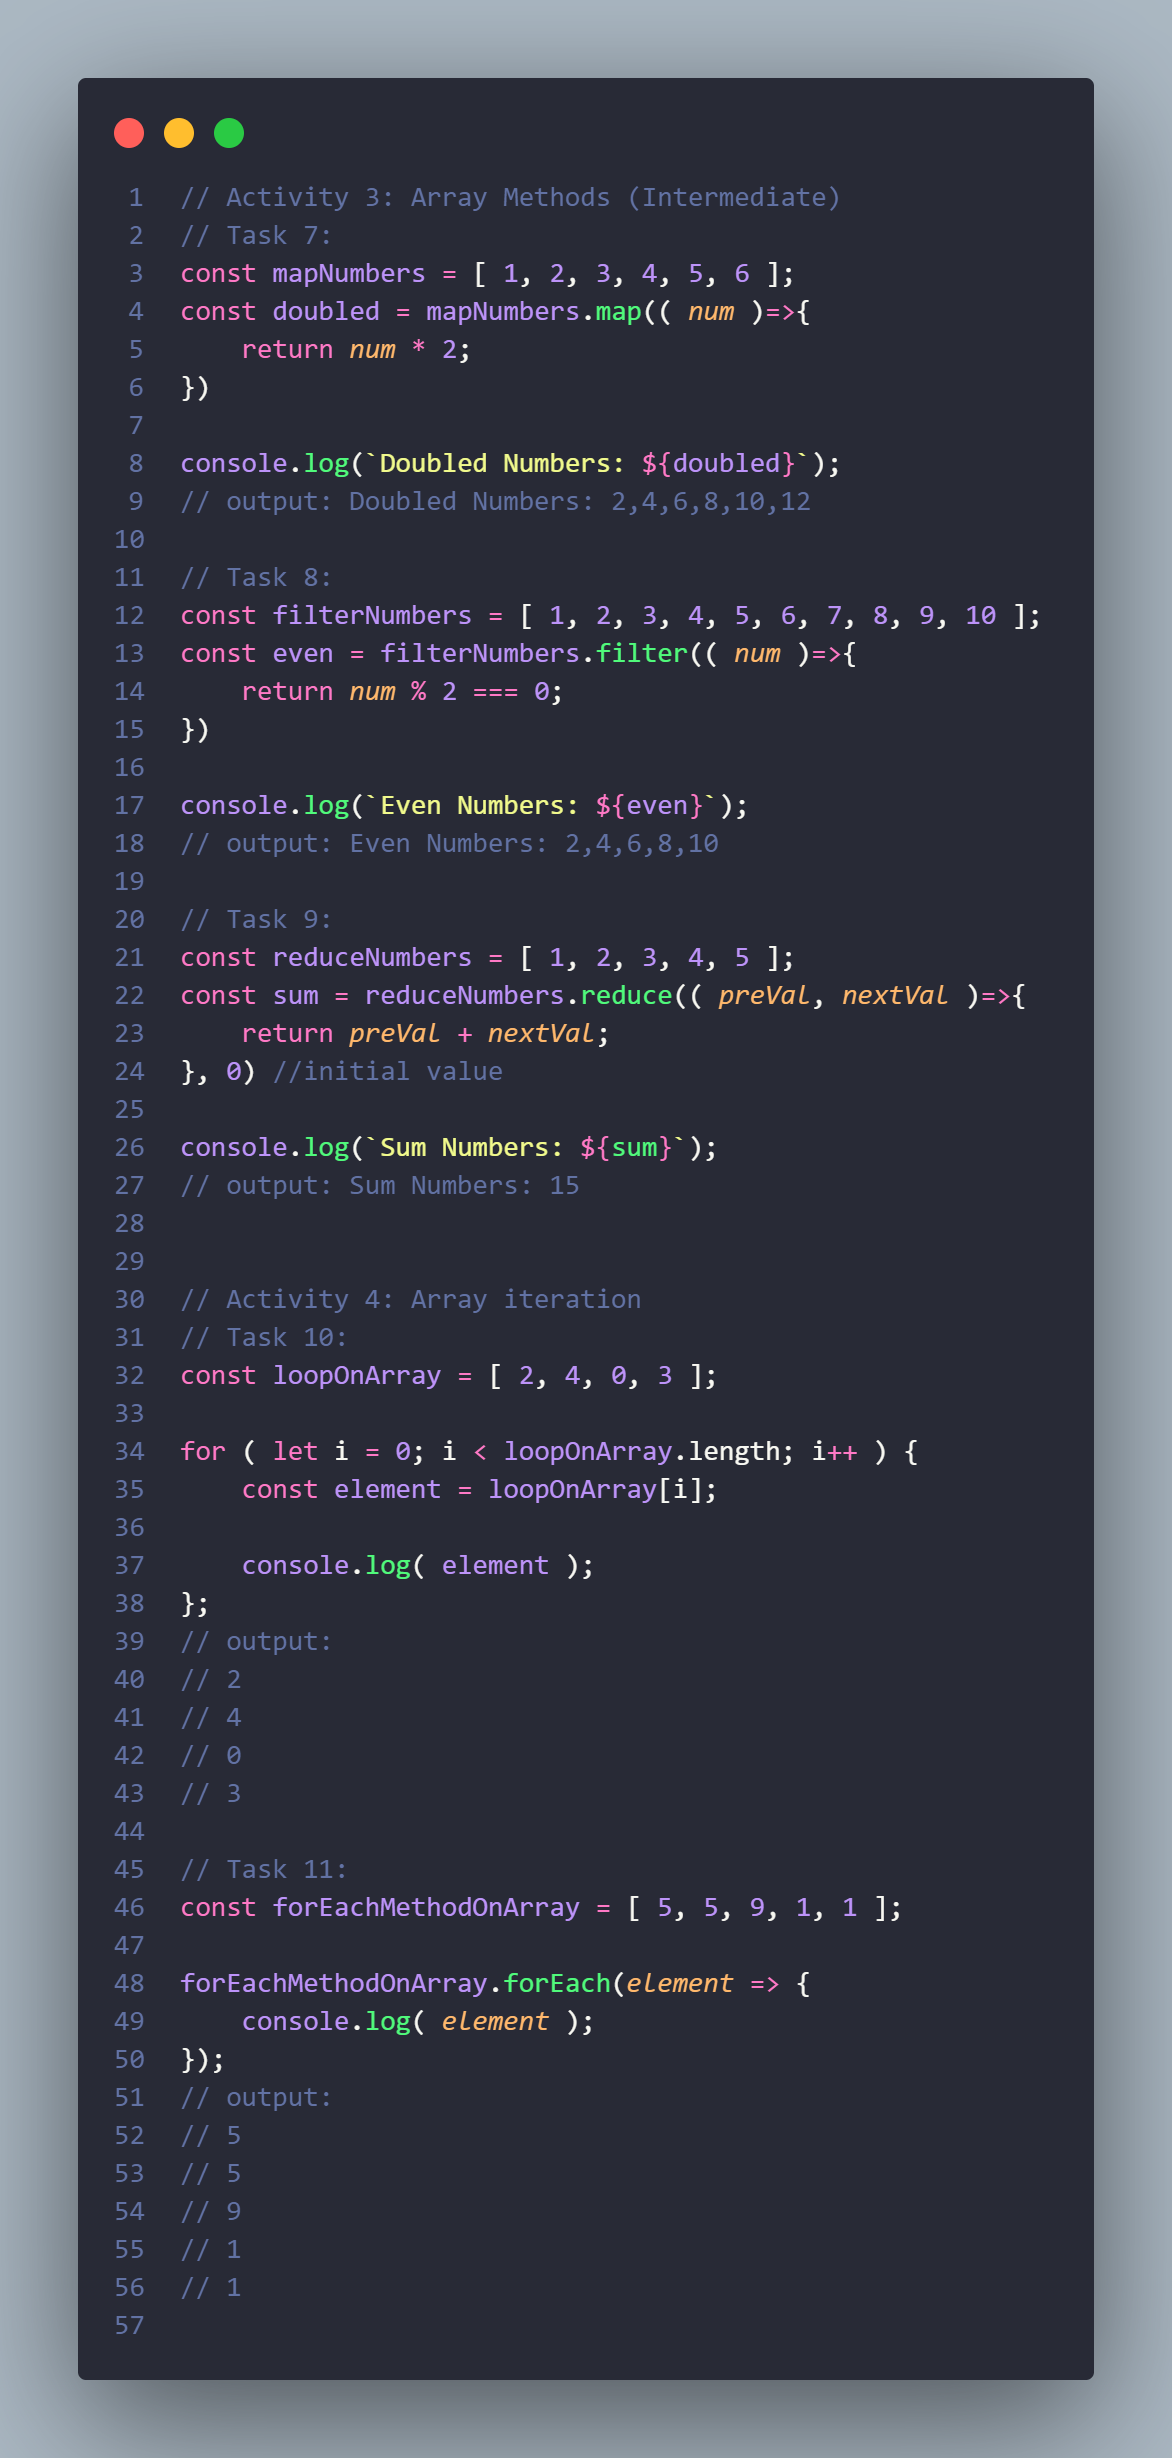 1 // Activity 3: Array Methods (Intermediate)
2 // Task 7:
3 const mapNumbers = [ 1, 2, 3, 4, 5, 6 ];
4 const doubled = mapNumbers.map(( num )=>{
5     return num * 2;
6 })
7
8 console.log(`Doubled Numbers: ${doubled}`);
9 // output: Doubled Numbers: 2,4,6,8,10,12
10
11 // Task 8:
12 const filterNumbers = [ 1, 2, 3, 4, 5, 6, 7, 8, 9, 10 ];
13 const even = filterNumbers.filter(( num )=>{
14     return num % 2 === 0;
15 })
16
17 console.log(`Even Numbers: ${even}`);
18 // output: Even Numbers: 2,4,6,8,10
19
20 // Task 9:
21 const reduceNumbers = [ 1, 2, 3, 4, 5 ];
22 const sum = reduceNumbers.reduce(( preVal, nextVal )=>{
23     return preVal + nextVal;
24 }, 0) //initial value
25
26 console.log(`Sum Numbers: ${sum}`);
27 // output: Sum Numbers: 15
28
29
30 // Activity 4: Array iteration
31 // Task 10:
32 const loopOnArray = [ 2, 4, 0, 3 ];
33
34 for ( let i = 0; i < loopOnArray.length; i++ ) {
35     const element = loopOnArray[i];
36
37     console.log( element );
38 };
39 // output:
40 // 2
41 // 4
42 // 0
43 // 3
44
45 // Task 11:
46 const forEachMethodOnArray = [ 5, 5, 9, 1, 1 ];
47
48 forEachMethodOnArray.forEach(element => {
49     console.log( element );
50 });
51 // output:
52 // 5
53 // 5
54 // 9
55 // 1
56 // 1
57